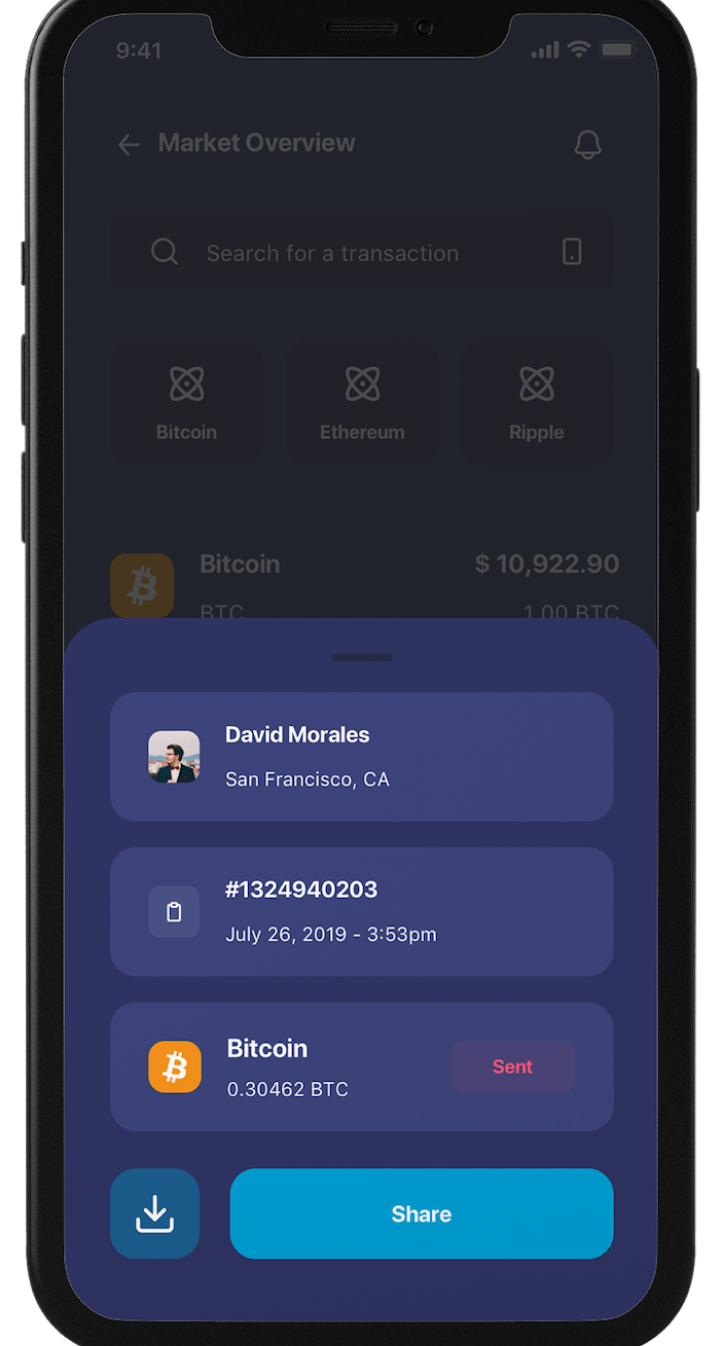 9:41
Market Overview
Search for a transaction
Bitcoin
Ethereum
Ripple
Bitcoin
$ 10,922.90
BTC
1.00 BTC
David Morales
San Francisco, CA
#1324940203
July 26, 2019 - 3:53pm
Bitcoin
0.30462 BTC
Sent
Share